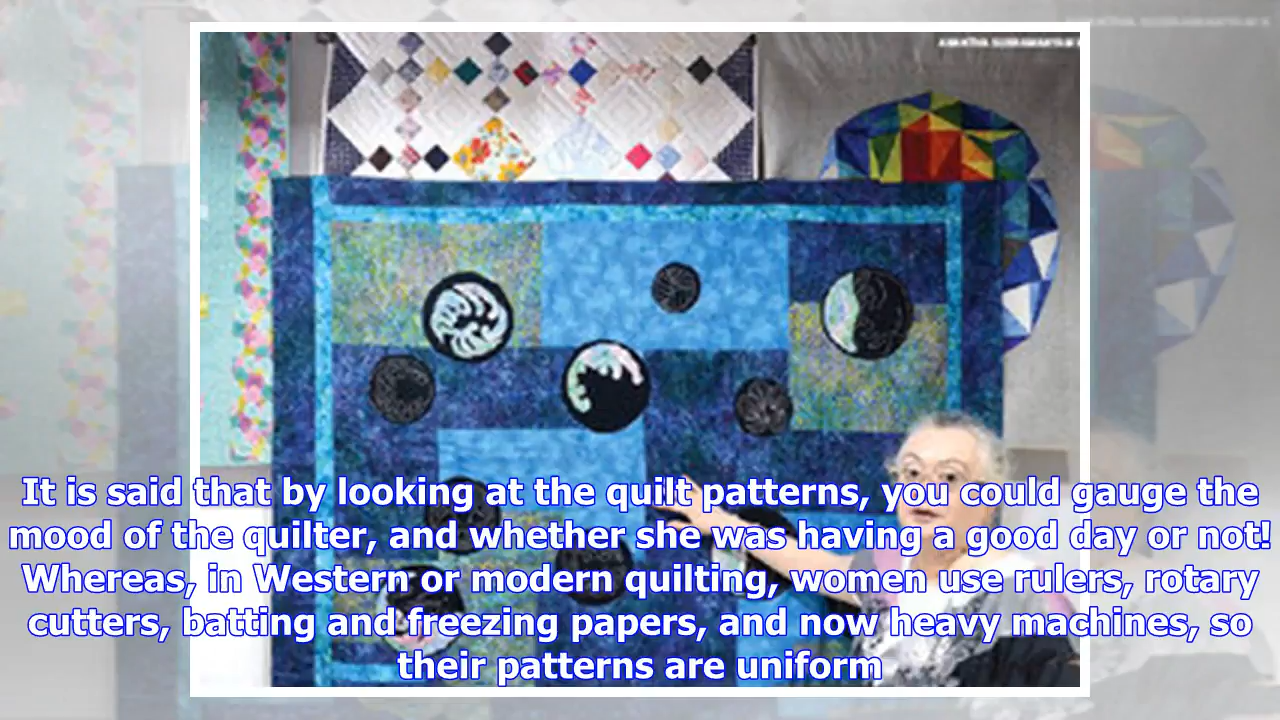 It is said that by looking at the quilt patterns, you could gauge the
mood of the quilter, and whether she was having a good day or not!
Whereas, in Western or modern quilting, women use rulers, rotary
cutters, batting and freezing papers, and now heavy machines, so
their patterns are uniform